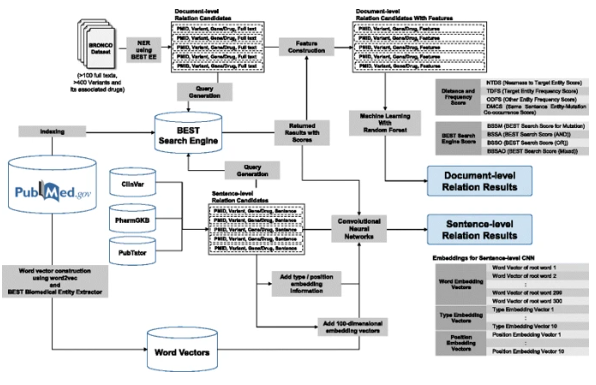 BRONCO
Dataset
(>100 full texts,
>400 Variants and
its associated drugs)
NER
using
BEST EE
Document-level
Relation Candidates
PMID, Variant, Gene/Drug, Full text
PMID, Variant, Gene/Drug, Full text
PMID, Variant, Gene/Drug, Full text
PMID, Variant, Gene/Drug, Full text
PMID, Variant, Gene/Drug, Full text
Feature
Construction
Document-level
Relation Candidates With Features
PMID, Variant, Gene/Drug, Features
PMID, Variant, Gene/Drug, Features
PMID, Variant, Gene/Drug, Features
PMID, Variant, Gene/Drug, Features
PMID, Variant, Gene/Drug, Features
Query
Generation
Indexing
BEST
Search Engine
Returned
Results with
Scores
Machine Learning
With
Random Forest
Distance and
Frequency
Score
NTDS (Nearness to Target Entity Score)
TDFS (Target Entity Frequency Score)
ODFS (Other Entity Frequency Score)
DMCS (Same Sentence Entity-Mutation
Co-occurrence Score)
BEST Search
Engine Score
BSSM (BEST Search Score for Mutation)
BSSA (BEST Search Score (AND))
BSSO (BEST Search Score (OR))
BSSAO (BEST Search Score (Mixed))
Document-level
Relation Results
PubMed.gov
Query
Generation
ClinVar
PharmGKB
PubTator
Sentence-level
Relation Candidates
PMID, Variant, Gene/Drug, Sentence
PMID, Variant, Gene/Drug, Sentence
PMID, Variant, Gene/Drug, Sentence
PMID, Variant, Gene/Drug, Sentence
PMID, Variant, Gene/Drug, Sentence
Convolutional
Neural
Networks
Sentence-level
Relation Results
Word vector construction
using word2vec
and
BEST Biomedical Entity Extractor
Add type / position
embedding
information
Add 100-dimensional
embedding vectors
Word Vectors
Embeddings for Sentence-level CNN
Word Embedding
Vectors
Word Vector of root word 1
Word Vector of root word 2
:
Word Vector of root word 299
Word Vector of root word 300
Type Embedding
Vectors
Type Embedding Vector 1
:
Type Embedding Vector 10
Position
Embedding
Vectors
Position Embedding Vector 1
:
Position Embedding Vector 10